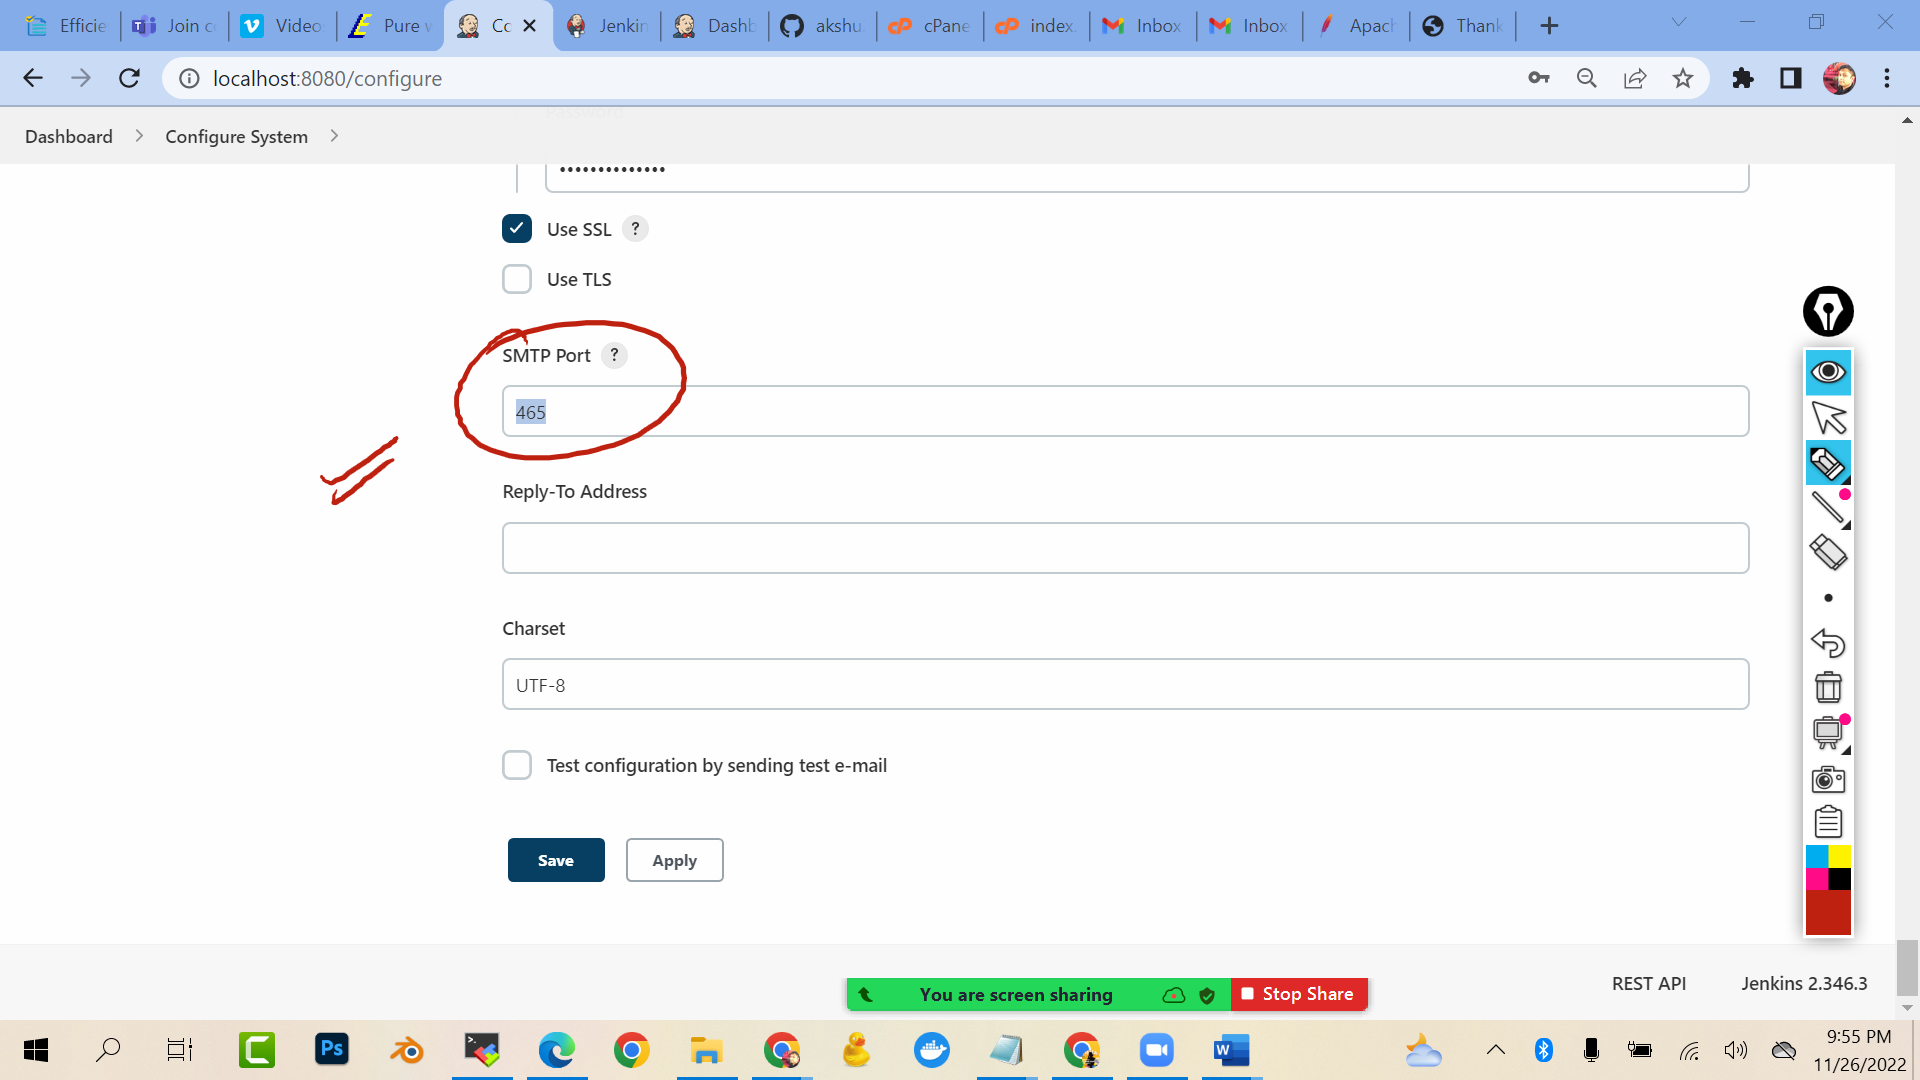 Efficie
Join c
Video
Pure v
Co
Jenkin
Dashb
akshu
cPane
index.
Inbox
Inbox
Apach
Thank
localhost:8080/configure
Password
Dashboard
Configure System
Use SSL ?
Use TLS
SMTP Port ?
465
Reply-To Address
Charset
UTF-8
Test configuration by sending test e-mail
Save
Apply
REST API
Jenkins 2.346.3
You are screen sharing
Stop Share
Ps
W
9:55 PM
11/26/2022